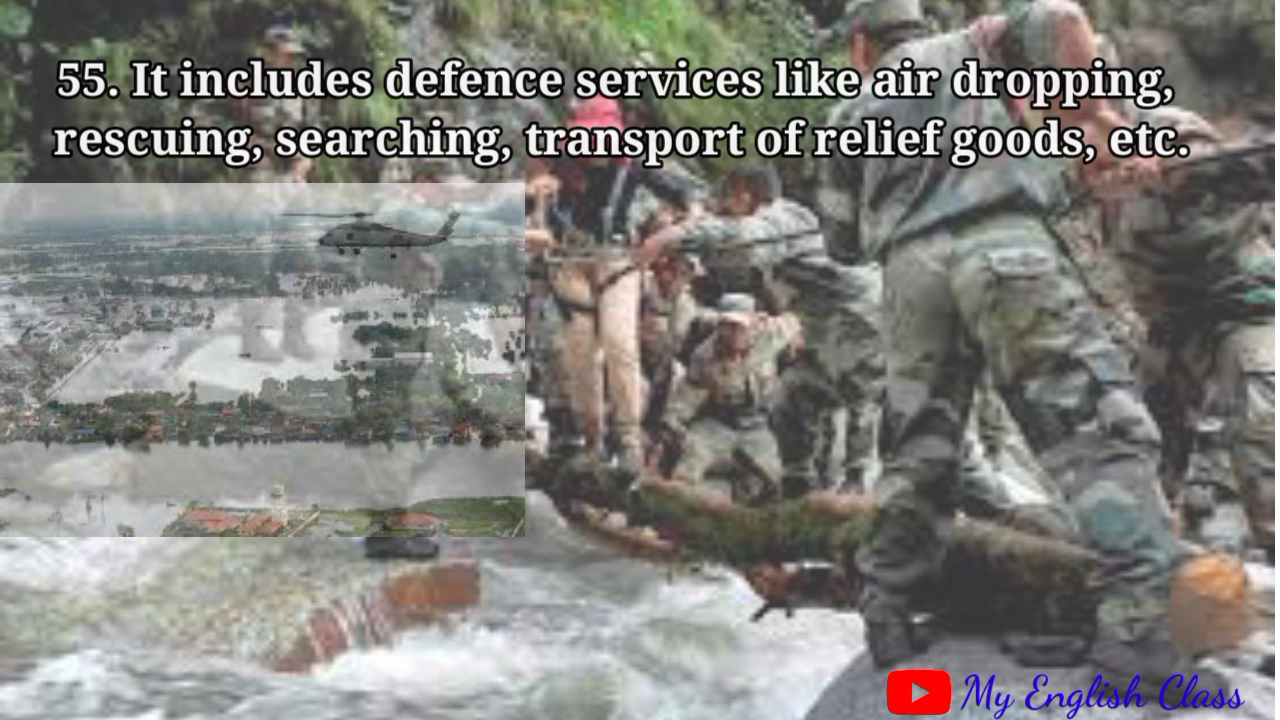 55. It includes defence services like air dropping,
rescuing, searching, transport of relief goods, etc.
My English Class